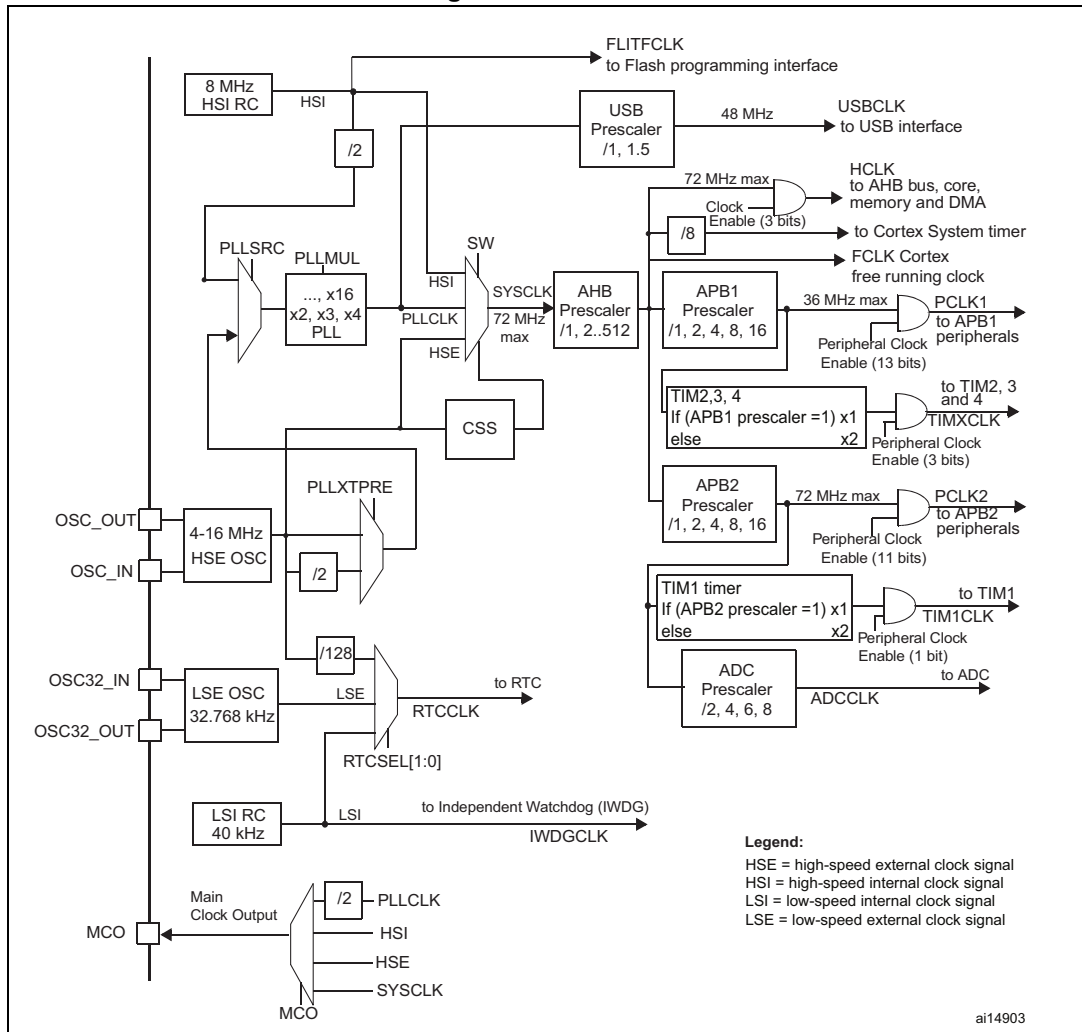 FLITFCLK
to Flash programming interface
8 MHz
HSI RC
HSI
/2
USB
Prescaler
/1, 1.5
48 MHz
USBCLK
to USB interface
72 MHz max
Clock
Enable (3 bits)
HCLK
to AHB bus, core,
memory and DMA
/8
to Cortex System timer
FCLK Cortex
free running clock
PLLSRC
PLLMUL
..., x16
x2, x3, x4
PLL
SW
HSI
PLLCLK
HSE
SYSCLK
72 MHz
max
AHB
Prescaler
/1, 2..512
APB1
Prescaler
/1, 2, 4, 8, 16
36 MHz max
PCLK1
to APB1
peripherals
Peripheral Clock
Enable (13 bits)
TIM2,3, 4
If (APB1 prescaler =1) x1
else x2
to TIM2, 3
and 4
TIMXCLK
Peripheral Clock
Enable (3 bits)
CSS
PLLXTPRE
OSC_OUT
OSC_IN
4-16 MHz
HSE OSC
/2
APB2
Prescaler
/1, 2, 4, 8, 16
72 MHz max
PCLK2
to APB2
peripherals
Peripheral Clock
Enable (11 bits)
TIM1 timer
If (APB2 prescaler =1) x1
else x2
to TIM1
TIM1CLK
Peripheral Clock
Enable (1 bit)
/128
OSC32_IN
OSC32_OUT
LSE OSC
32.768 kHz
LSE
to RTC
RTCCLK
RTCSEL[1:0]
ADC
Prescaler
/2, 4, 6, 8
to ADC
ADCCLK
LSI RC
40 kHz
LSI
to Independent Watchdog (IWDG)
IWDGCLK
Legend:
HSE = high-speed external clock signal
HSI = high-speed internal clock signal
LSI = low-speed internal clock signal
LSE = low-speed external clock signal
MCO
Main
Clock Output
/2
PLLCLK
HSI
HSE
SYSCLK
MCO
ai14903